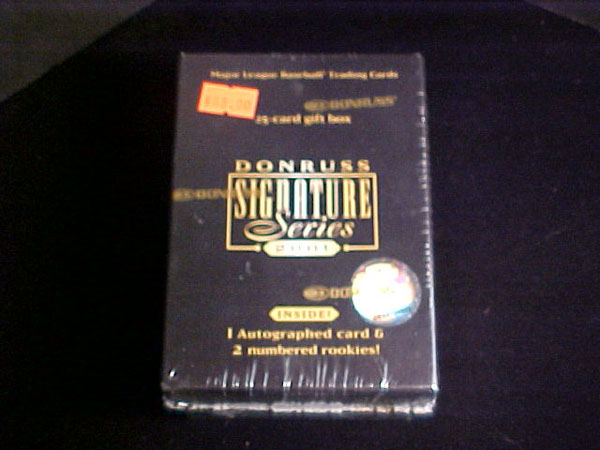 Major League Baseball Trading Cards
DONRUSS
25-card gift box
DONRUSS
SIGNATURE
Series
2001
INSIDE!
1 Autographed card &
2 numbered rookies!